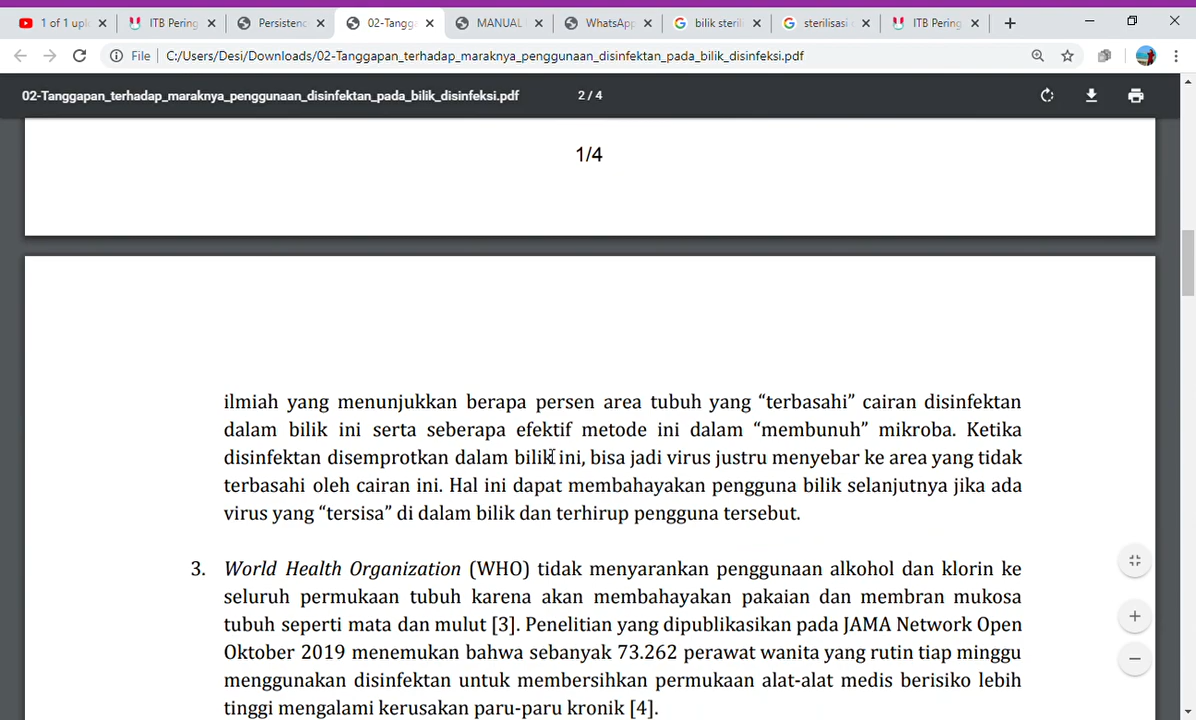 1 of 1 uplo
ITB Pering
Persistenc
02-Tangg
MANUAL
WhatsApp
bilik steril
sterilisasi
ITB Pering
File
C:/Users/Desi/Downloads/02-Tanggapan_terhadap_maraknya_penggunaan_disinfektan_pada_bilik_disinfeksi.pdf
02-Tanggapan_terhadap_maraknya_penggunaan_disinfektan_pada_bilik_disinfeksi.pdf
2 / 4
1/4
ilmiah yang menunjukkan berapa persen area tubuh yang “terbasahi” cairan disinfektan
dalam bilik ini serta seberapa efektif metode ini dalam “membunuh” mikroba. Ketika
disinfektan disemprotkan dalam bilik ini, bisa jadi virus justru menyebar ke area yang tidak
terbasahi oleh cairan ini. Hal ini dapat membahayakan pengguna bilik selanjutnya jika ada
virus yang “tersisa” di dalam bilik dan terhirup pengguna tersebut.
3. World Health Organization (WHO) tidak menyarankan penggunaan alkohol dan klorin ke
seluruh permukaan tubuh karena akan membahayakan pakaian dan membran mukosa
tubuh seperti mata dan mulut [3]. Penelitian yang dipublikasikan pada JAMA Network Open
Oktober 2019 menemukan bahwa sebanyak 73.262 perawat wanita yang rutin tiap minggu
menggunakan disinfektan untuk membersihkan permukaan alat-alat medis berisiko lebih
tinggi mengalami kerusakan paru-paru kronik [4].